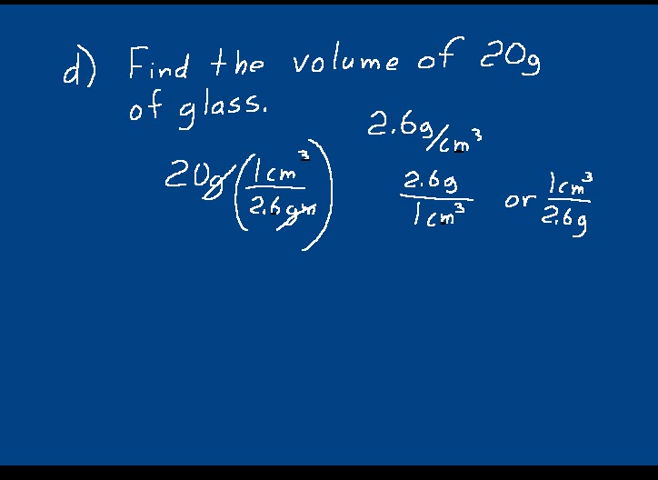 d) Find the volume of 20g
of glass.
2.6g/cm³
20g(1cm³/2.6gm)
2.6g/1cm³ or 1cm³/2.6g